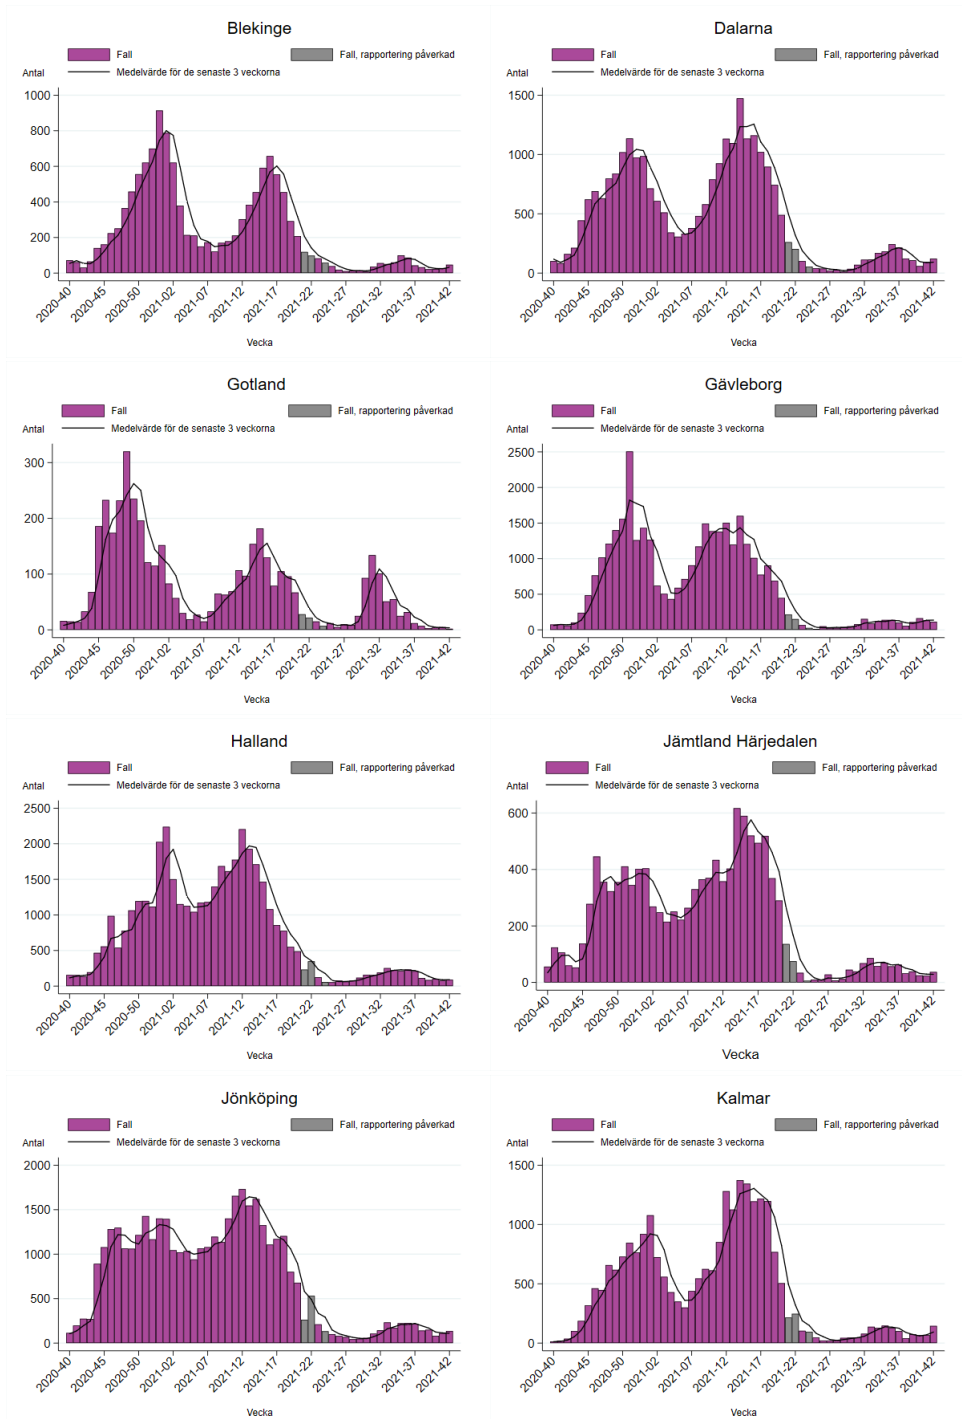 Blekinge
Fall
Fall, rapportering påverkad
Antal
Medelvärde för de senaste 3 veckorna
1000
800
600
400
200
0
2020-40
2020-45
2020-50
2021-02
2021-07
2021-12
2021-17
2021-22
2021-27
2021-32
2021-37
2021-42
Vecka
Dalarna
Fall
Fall, rapportering påverkad
Antal
Medelvärde för de senaste 3 veckorna
1500
1000
500
0
2020-40
2020-45
2020-50
2021-02
2021-07
2021-12
2021-17
2021-22
2021-27
2021-32
2021-37
2021-42
Vecka
Gotland
Fall
Fall, rapportering påverkad
Antal
Medelvärde för de senaste 3 veckorna
300
200
100
0
2020-40
2020-45
2020-50
2021-02
2021-07
2021-12
2021-17
2021-22
2021-27
2021-32
2021-37
2021-42
Vecka
Gävleborg
Fall
Fall, rapportering påverkad
Antal
Medelvärde för de senaste 3 veckorna
2500
2000
1500
1000
500
0
2020-40
2020-45
2020-50
2021-02
2021-07
2021-12
2021-17
2021-22
2021-27
2021-32
2021-37
2021-42
Vecka
Halland
Fall
Fall, rapportering påverkad
Antal
Medelvärde för de senaste 3 veckorna
2500
2000
1500
1000
500
0
2020-40
2020-45
2020-50
2021-02
2021-07
2021-12
2021-17
2021-22
2021-27
2021-32
2021-37
2021-42
Vecka
Jämtland Härjedalen
Fall
Fall, rapportering påverkad
Antal
Medelvärde för de senaste 3 veckorna
600
400
200
0
2020-40
2020-45
2020-50
2021-02
2021-07
2021-12
2021-17
2021-22
2021-27
2021-32
2021-37
2021-42
Vecka
Jönköping
Fall
Fall, rapportering påverkad
Antal
Medelvärde för de senaste 3 veckorna
2000
1500
1000
500
0
2020-40
2020-45
2020-50
2021-02
2021-07
2021-12
2021-17
2021-22
2021-27
2021-32
2021-37
2021-42
Vecka
Kalmar
Fall
Fall, rapportering påverkad
Antal
Medelvärde för de senaste 3 veckorna
1500
1000
500
0
2020-40
2020-45
2020-50
2021-02
2021-07
2021-12
2021-17
2021-22
2021-27
2021-32
2021-37
2021-42
Vecka